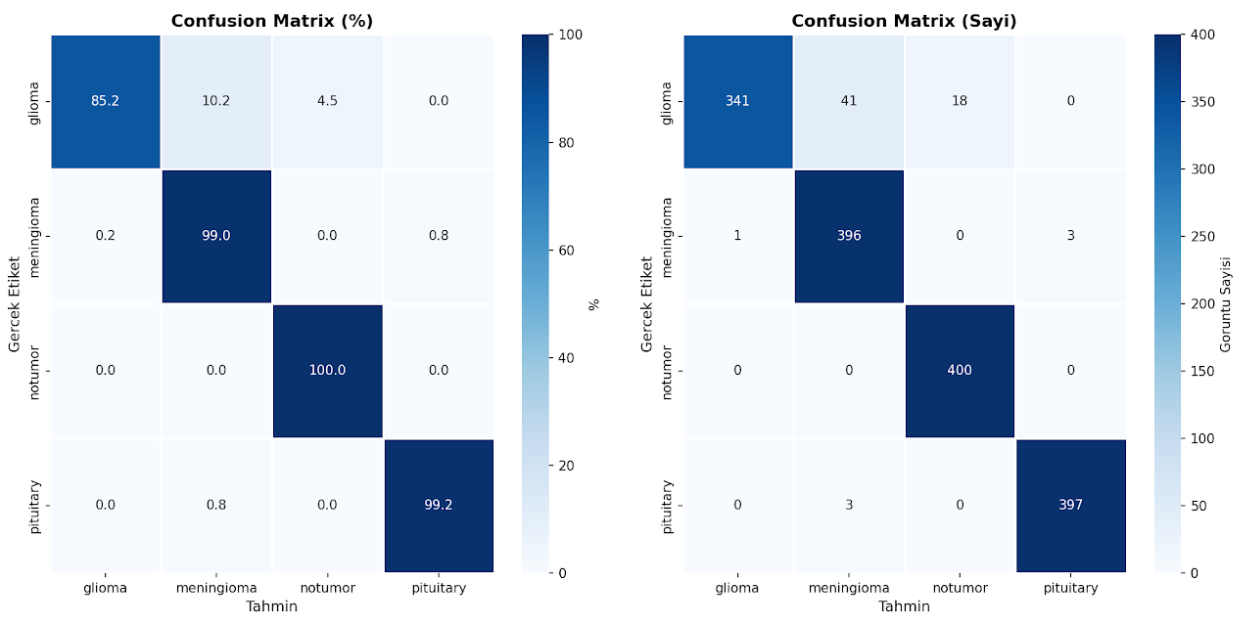 Confusion Matrix (%)
glioma
meningioma
notumor
pituitary
Gercek Etiket
85.2 10.2 4.5 0.0
0.2 99.0 0.0 0.8
0.0 0.0 100.0 0.0
0.0 0.8 0.0 99.2
glioma meningioma notumor pituitary
Tahmin
100
80
60
40
20
0
%
Confusion Matrix (Sayi)
glioma
meningioma
notumor
pituitary
Gercek Etiket
341 41 18 0
1 396 0 3
0 0 400 0
0 3 0 397
glioma meningioma notumor pituitary
Tahmin
400
350
300
250
200
150
100
50
0
Goruntu Sayisi